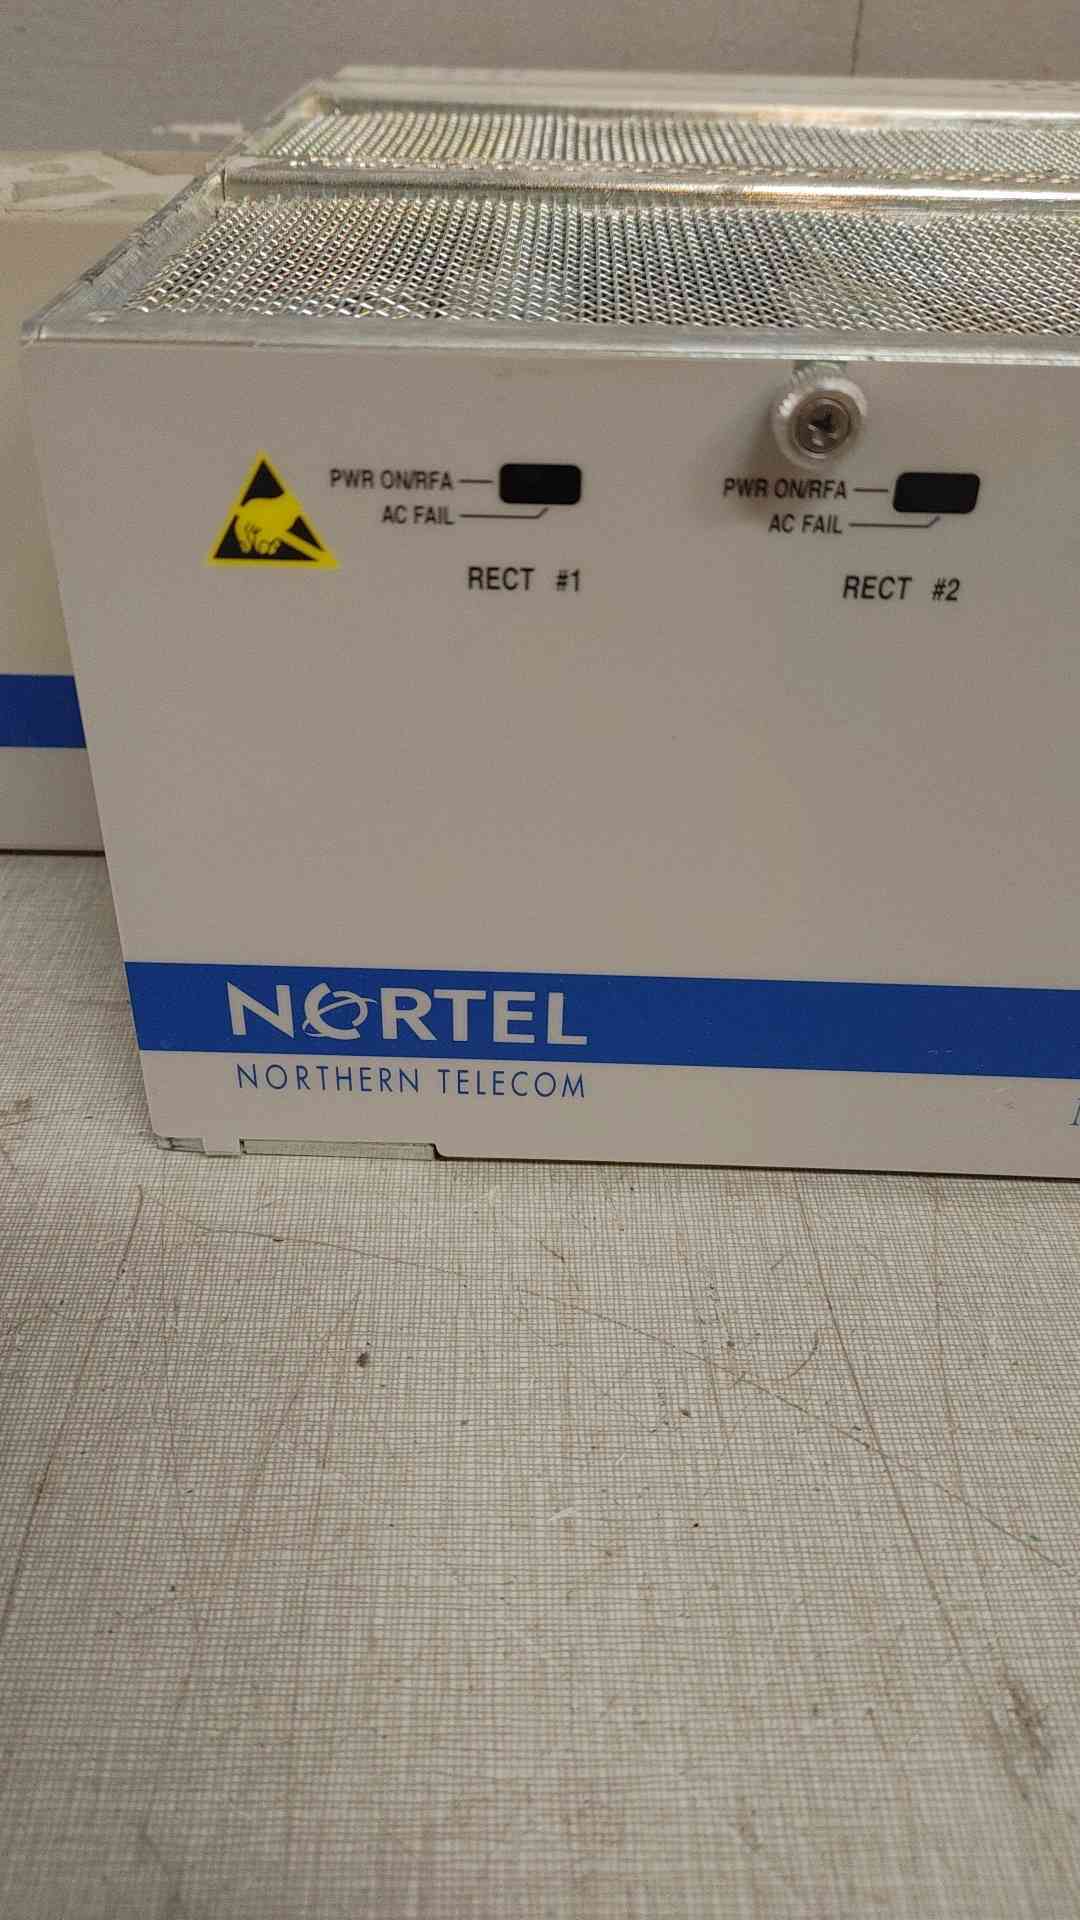 PWR ON/RFA
AC FAIL
RECT #1
PWR ON/RFA
AC FAIL
RECT #2
NORTEL
NORTHERN TELECOM